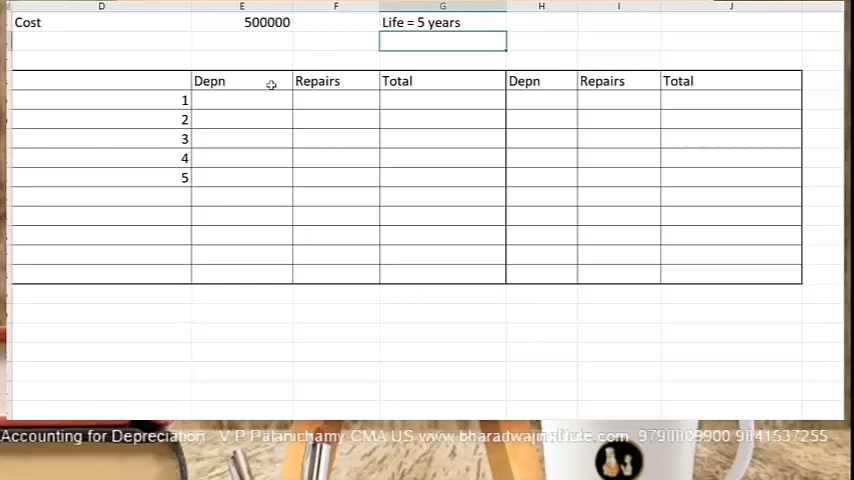 D E F G H I J
Cost 500000 Life = 5 years
Depn Repairs Total Depn Repairs Total
1
2
3
4
5
Accounting for Depreciation V P Palanichamy CMA US www.bharadwajinstitute.com 9790009900 9841537255